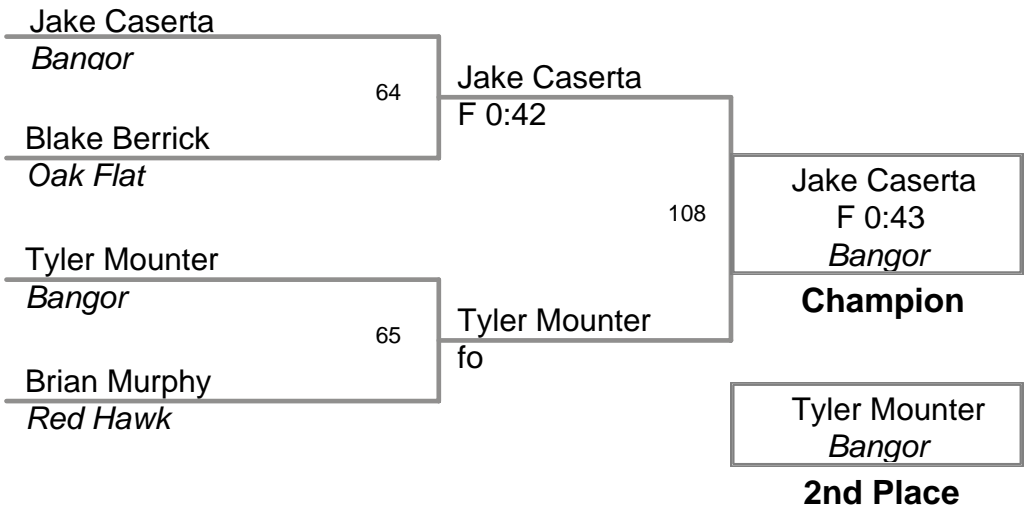 Jake Caserta
Bangor
64
Blake Berrick
Oak Flat
Jake Caserta
F 0:42
Tyler Mounter
Bangor
65
Brian Murphy
Red Hawk
Tyler Mounter
fo
108
Jake Caserta
F 0:43
Bangor
Champion
Tyler Mounter
Bangor
2nd Place